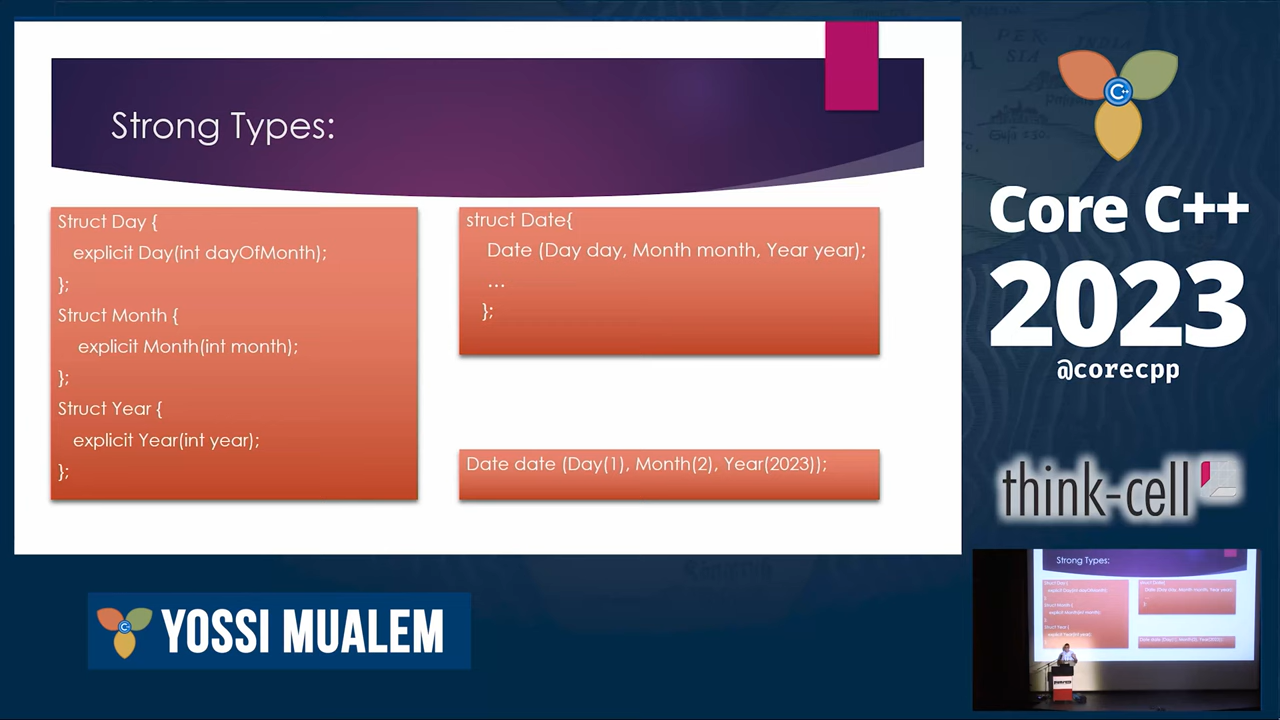 Strong Types:
Struct Day {
explicit Day(int dayOfMonth);
};
Struct Month {
explicit Month(int month);
};
Struct Year {
explicit Year(int year);
};
struct Date{
Date (Day day, Month month, Year year);
...
};
Date date (Day(1), Month(2), Year(2023));
C++
Core C++
2023
@corecpp
think-cell
YOSSI MUALEM
Strong Types: